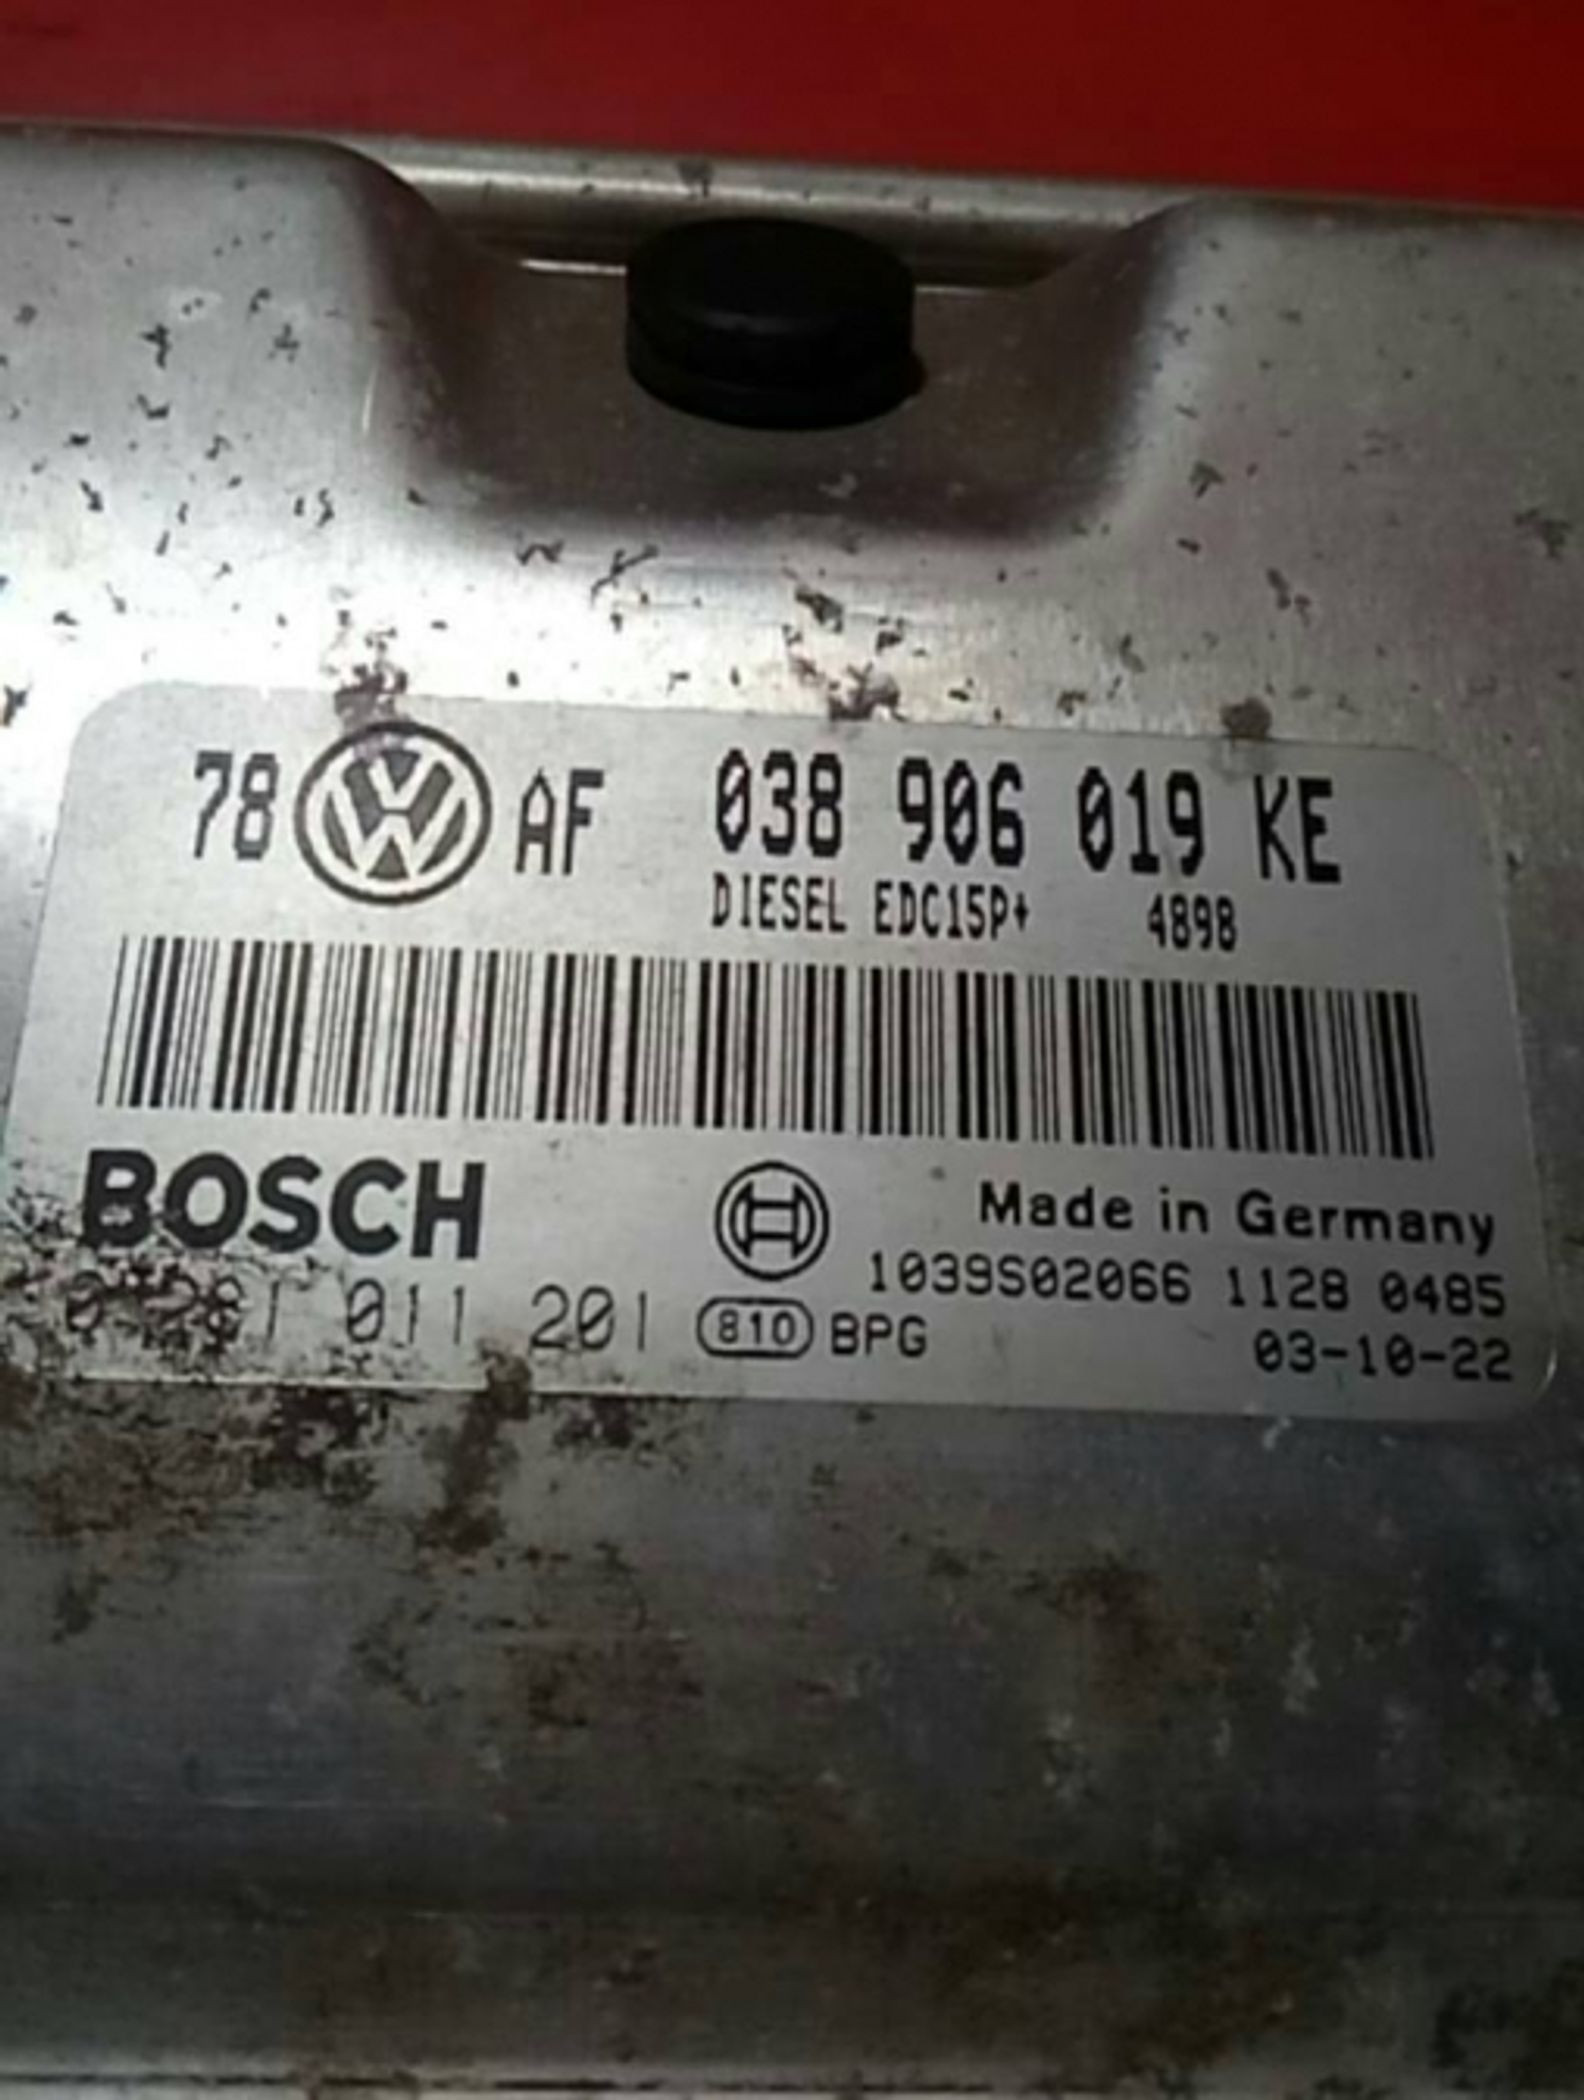 78 VW AF 038 906 019 KE
DIESEL EDC15P+ 4898
BOSCH
Made in Germany
1039S02066 1128 0485
011 201 810 BPG
03-10-22